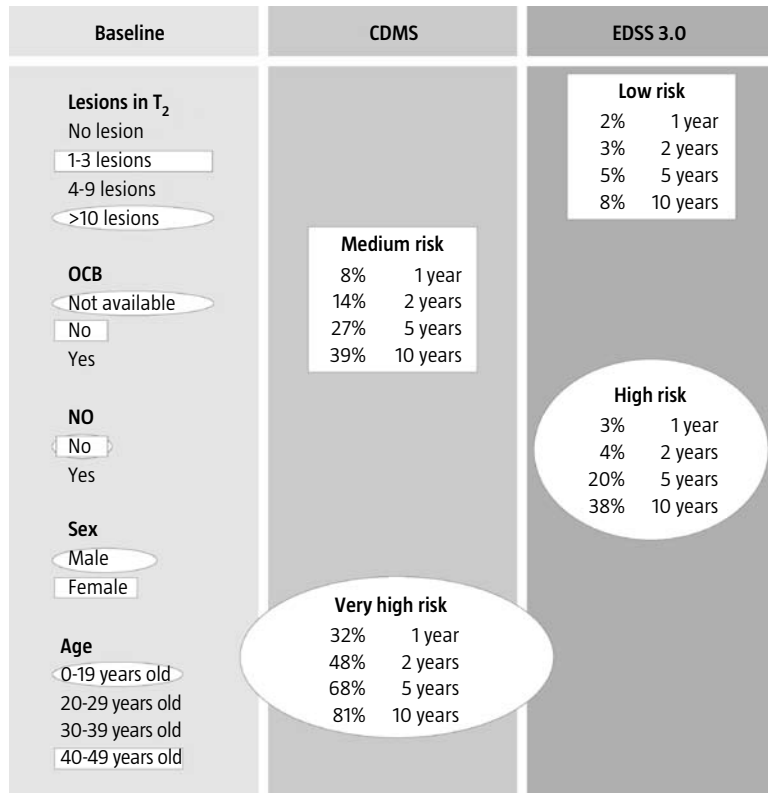 Baseline
CDMS
EDSS 3.0
Lesions in T2
No lesion
1-3 lesions
4-9 lesions
>10 lesions
OCB
Not available
No
Yes
NO
No
Yes
Sex
Male
Female
Age
0-19 years old
20-29 years old
30-39 years old
40-49 years old
Medium risk
8% 1 year
14% 2 years
27% 5 years
39% 10 years
Very high risk
32% 1 year
48% 2 years
68% 5 years
81% 10 years
Low risk
2% 1 year
3% 2 years
5% 5 years
8% 10 years
High risk
3% 1 year
4% 2 years
20% 5 years
38% 10 years